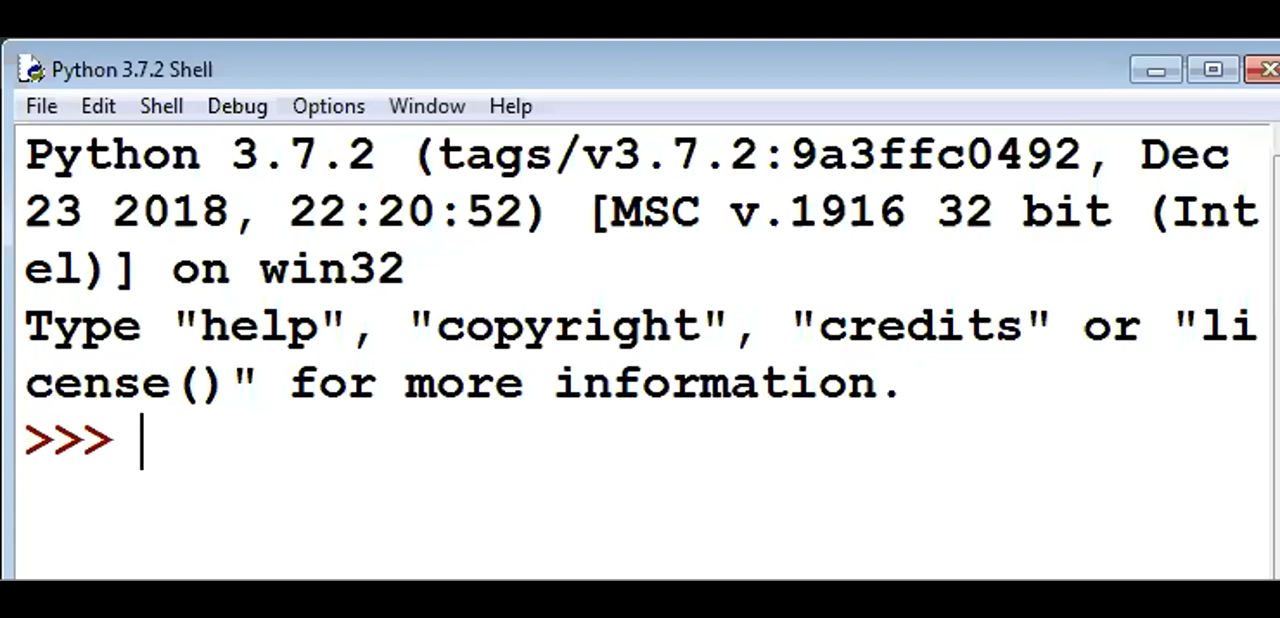 Python 3.7.2 Shell
File Edit Shell Debug Options Window Help
Python 3.7.2 (tags/v3.7.2:9a3ffc0492, Dec
23 2018, 22:20:52) [MSC v.1916 32 bit (Int
el)] on win32
Type "help", "copyright", "credits" or "li
cense()" for more information.
>>>